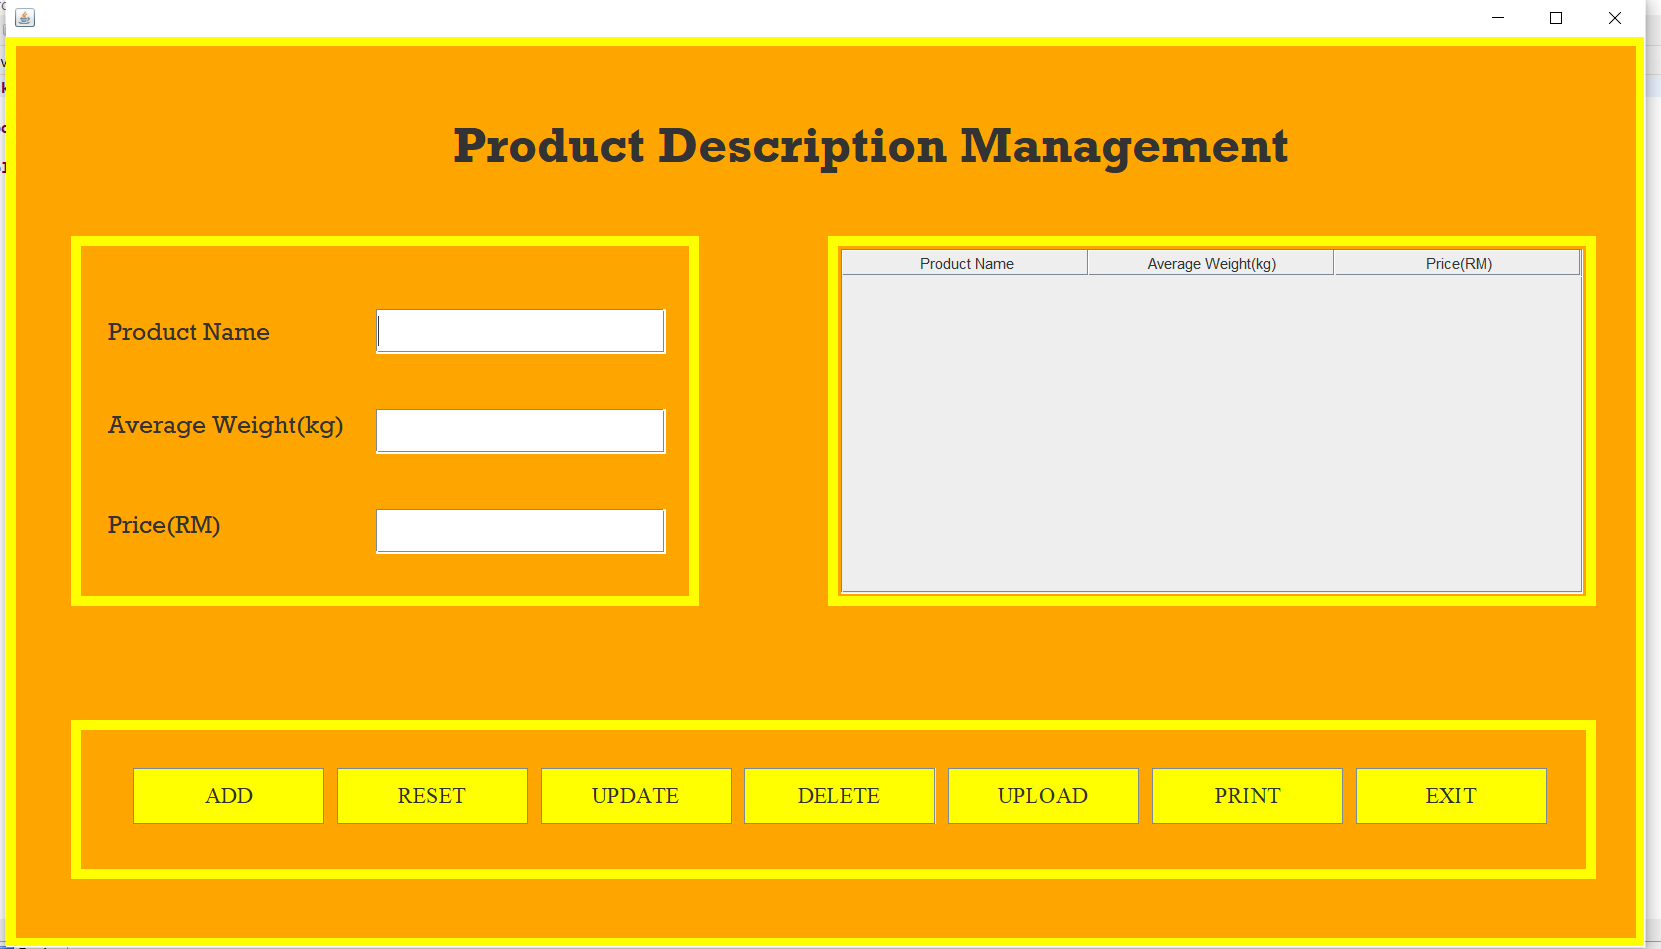 Product Description Management
Product Name
Average Weight(kg)
Price(RM)
Product Name Average Weight(kg) Price(RM)
ADD RESET UPDATE DELETE UPLOAD PRINT EXIT